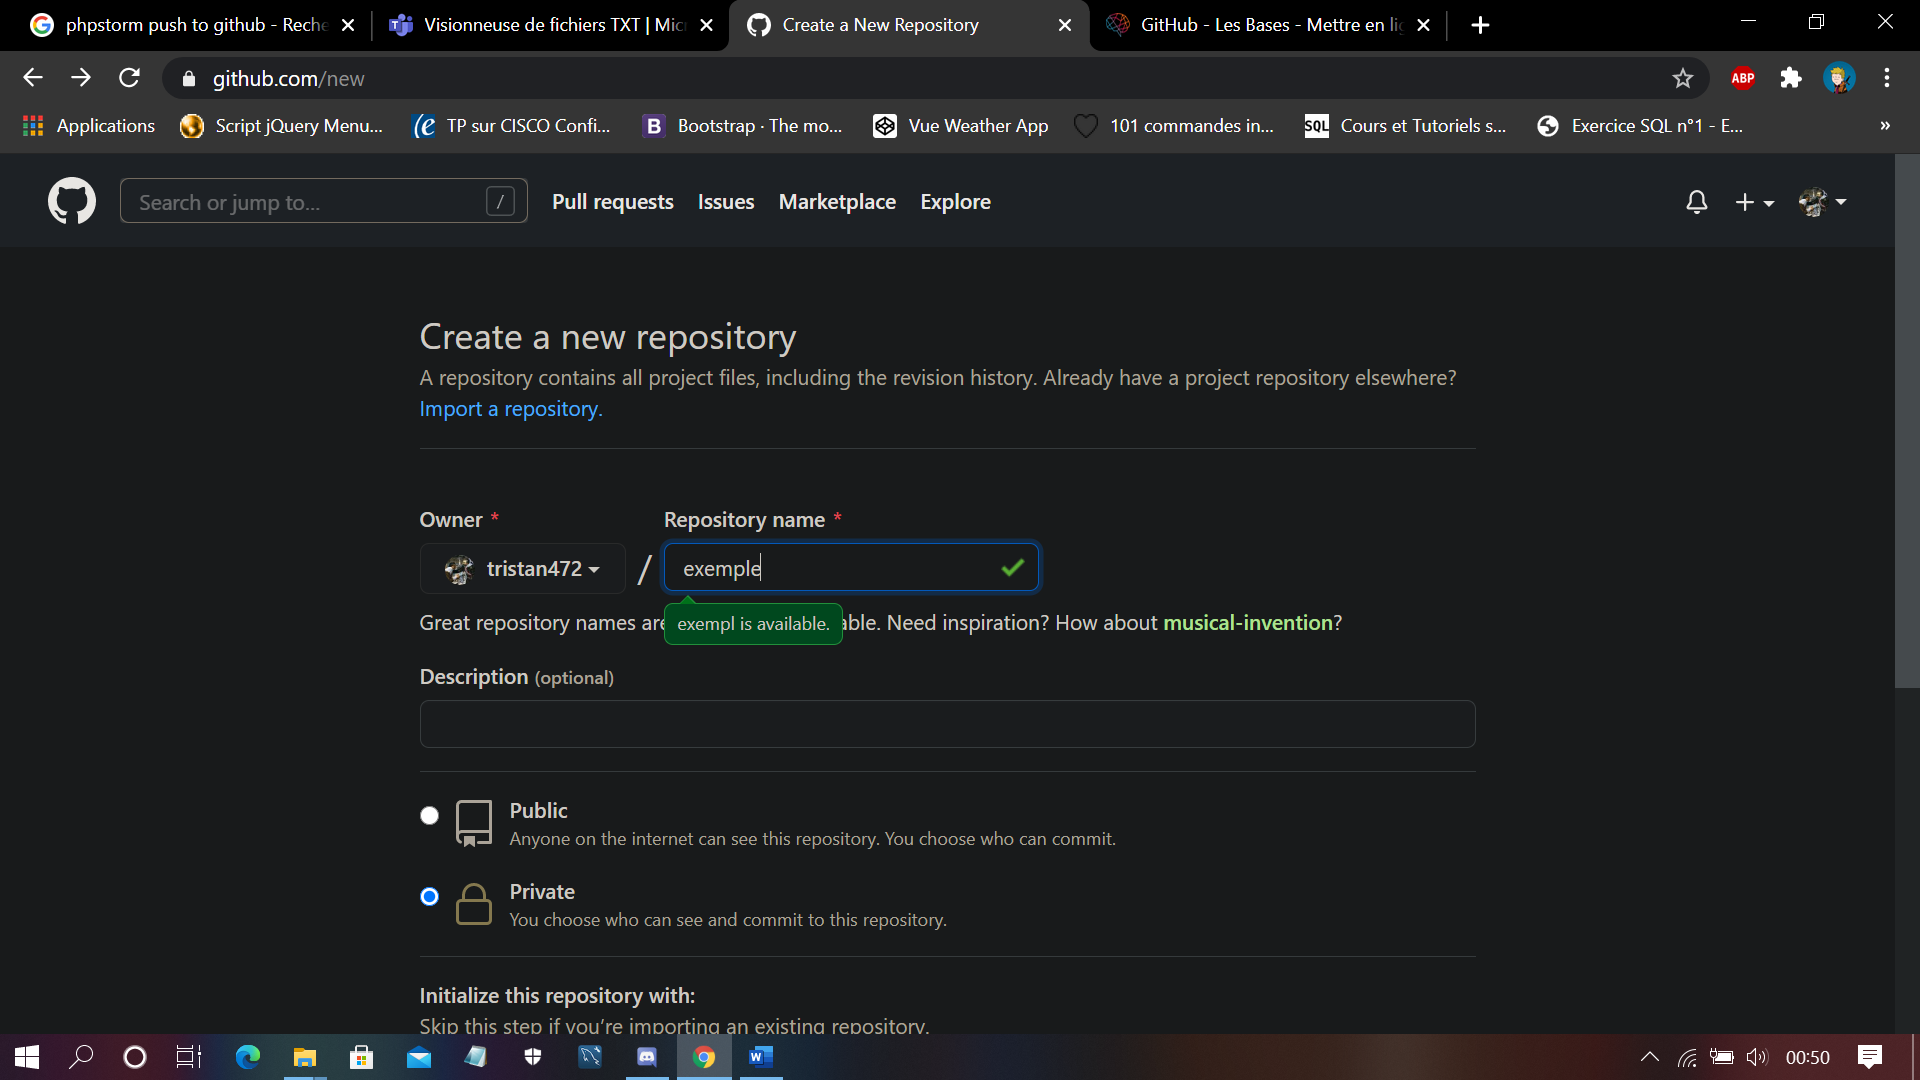 phpstorm push to github - Reche
Visionneuse de fichiers TXT | Mic
Create a New Repository
GitHub - Les Bases - Mettre en lig
github.com/new
ABP
Applications
Script jQuery Menu...
TP sur CISCO Confi...
B
Bootstrap · The mo...
Vue Weather App
101 commandes in...
SQL
Cours et Tutoriels s...
Exercice SQL n°1 - E...
»
Search or jump to...
/
Pull requests
Issues
Marketplace
Explore
Create a new repository
A repository contains all project files, including the revision history. Already have a project repository elsewhere?
Import a repository.
Owner *
Repository name *
tristan472
/
exemple
Great repository names are
exempl is available.
able. Need inspiration? How about musical-invention?
Description (optional)
Public
Anyone on the internet can see this repository. You choose who can commit.
Private
You choose who can see and commit to this repository.
Initialize this repository with:
Skip this step if you're importing an existing repository.
00:50